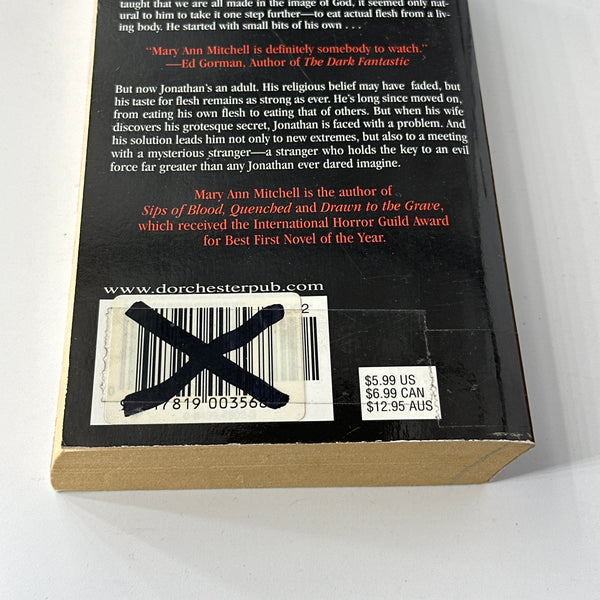 taught that we are all made in the image of God, it seemed only nat-
ural to him to take it one step further—to eat actual flesh from a liv-
ing body. He started with small bits of his own . . .
“Mary Ann Mitchell is definitely somebody to watch.”
—Ed Gorman, Author of The Dark Fantastic
But now Jonathan’s an adult. His religious belief may have faded, but
his taste for flesh remains as strong as ever. He’s long since moved on,
from eating his own flesh to eating that of others. But when his wife
discovers his grotesque secret, Jonathan is faced with a problem. And
his solution leads him not only to new extremes, but also to a meeting
with a mysterious stranger—a stranger who holds the key to an evil
force far greater than any Jonathan ever dared imagine.
Mary Ann Mitchell is the author of
Sips of Blood, Quenched and Drawn to the Grave,
which received the International Horror Guild Award
for Best First Novel of the Year.
www.dorchesterpub.com
$5.99 US
$6.99 CAN
$12.95 AUS